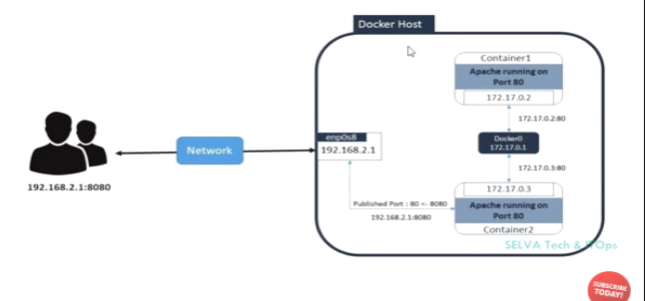 Docker Host
Container1
Apache running on
Port 80
172.17.0.2
172.17.0.2:80
enp0s8
192.168.2.1
Network
Docker0
172.17.0.1
192.168.2.1:8080
172.17.0.3:80
172.17.0.3
Published Port : 80 <- 8080
192.168.2.1:8080
Apache running on
Port 80
Container2
SELVA Tech & ITOps
SUBSCRIBE
TODAY!